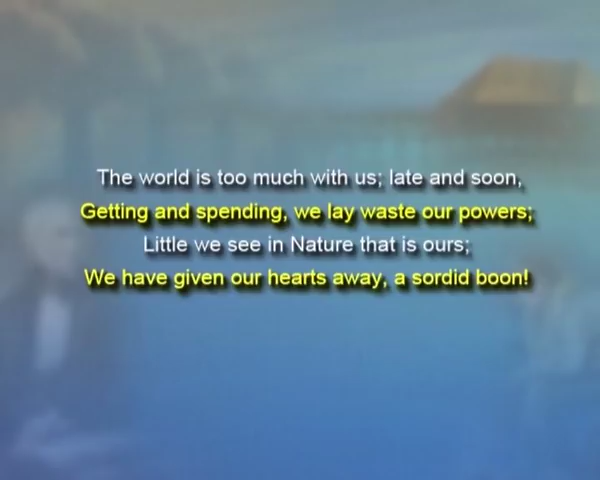 The world is too much with us; late and soon,
Getting and spending, we lay waste our powers;
Little we see in Nature that is ours;
We have given our hearts away, a sordid boon!